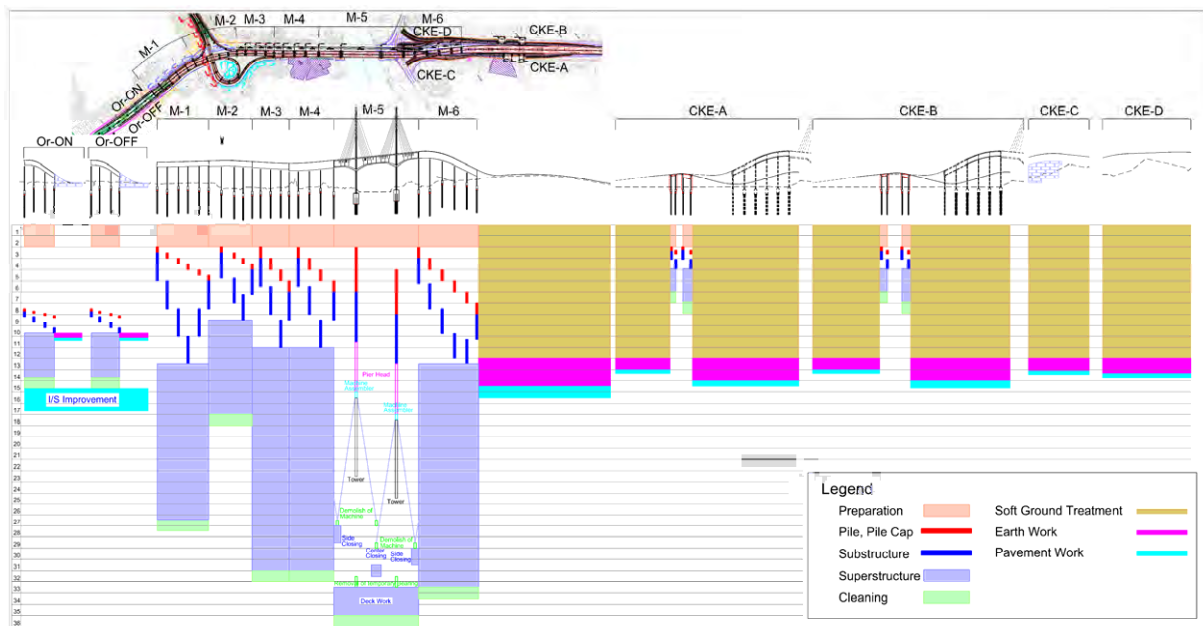 M-1
M-2
M-3
M-4
M-5
M-6
CKE-D
CKE-B
CKE-C
CKE-A
Or-ON
Or-OFF
Or-ON
Or-OFF
M-1
M-2
M-3
M-4
M-5
M-6
CKE-A
CKE-B
CKE-C
CKE-D
1
2
3
4
5
6
7
8
9
10
11
12
13
14
15
16
17
18
19
20
21
22
23
24
25
26
27
28
29
30
31
32
33
34
35
36
I/S Improvement
Pier Head
Tower
Tower
Demolish of
Machine
Side
Closing
Demolish of
Machine
Center
Closing
Side
Closing
Deck Work
Legend
Preparation
Pile, Pile Cap
Substructure
Superstructure
Cleaning
Soft Ground Treatment
Earth Work
Pavement Work